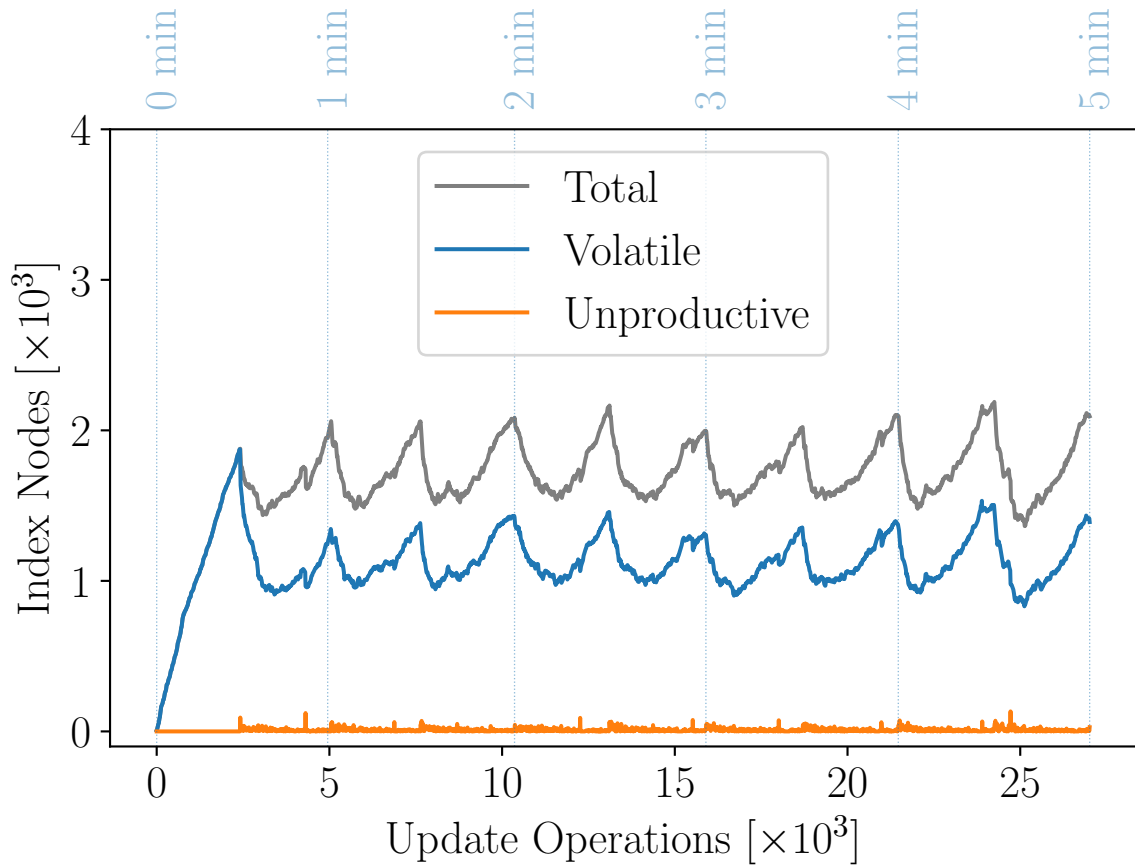 0 min 1 min 2 min 3 min 4 min 5 min
4
3
2
1
0
Index Nodes [×10³]
Total
Volatile
Unproductive
0 5 10 15 20 25
Update Operations [×10³]